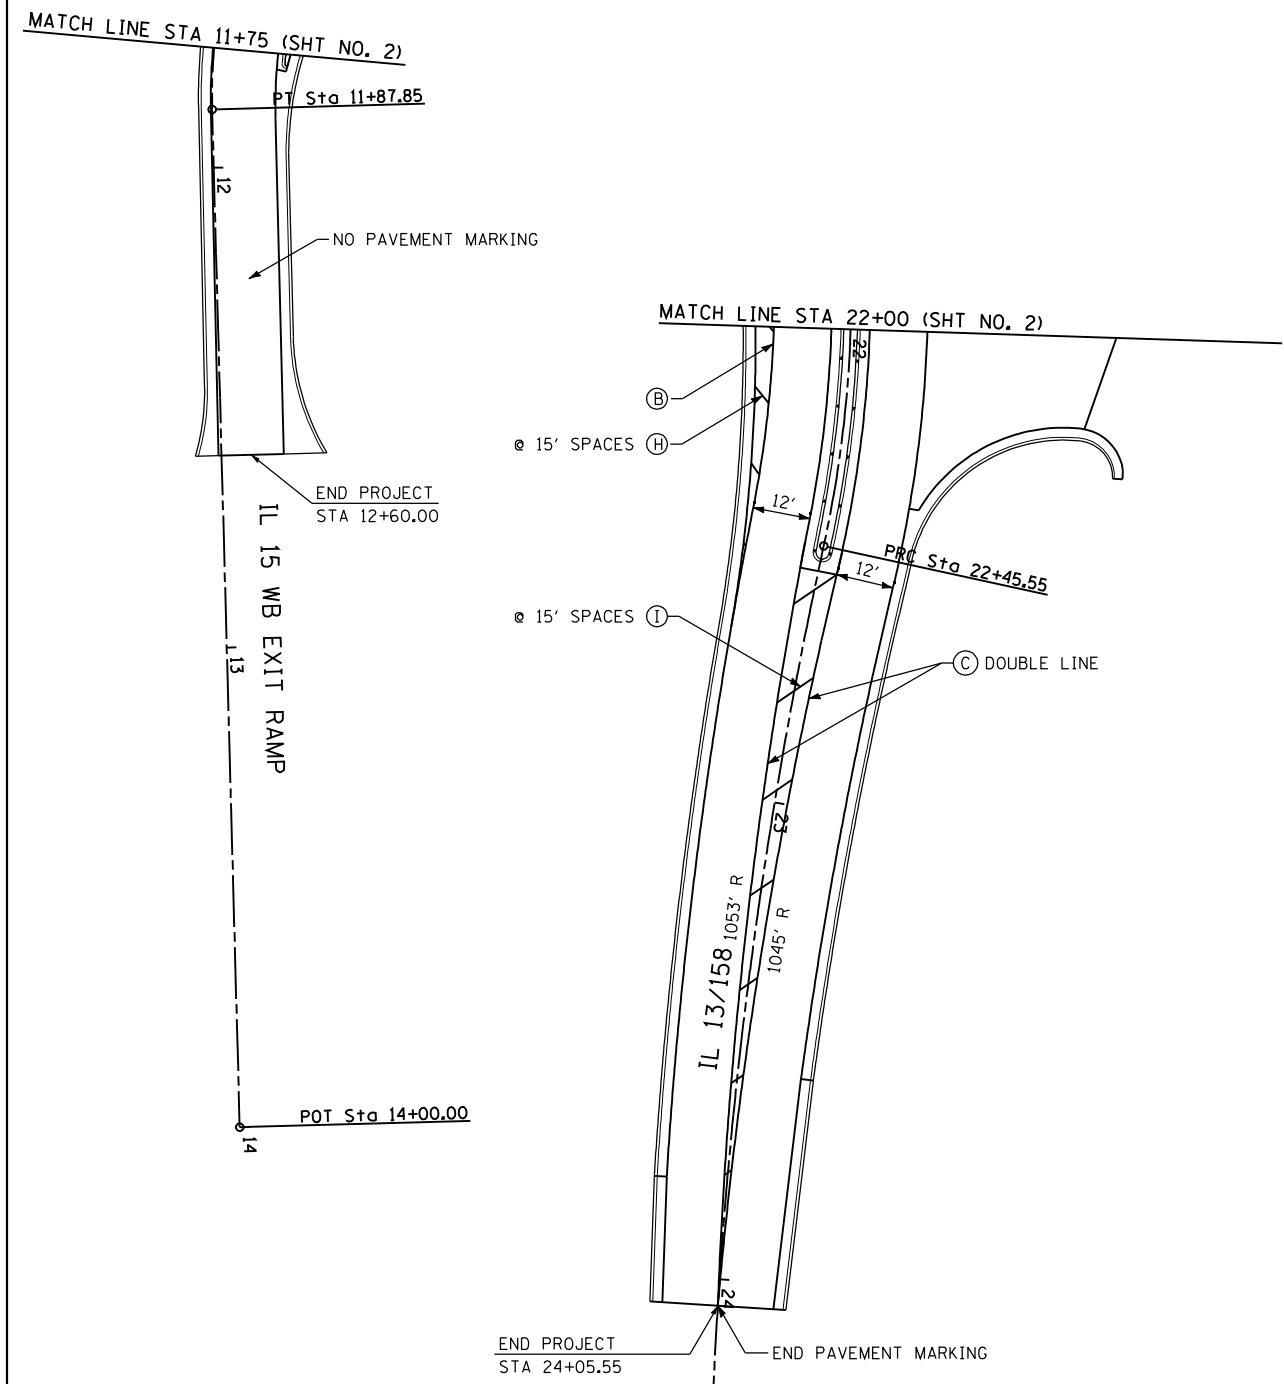 MATCH LINE STA 11+75 (SHT NO. 2)
PT Sta 11+87.85
12
NO PAVEMENT MARKING
END PROJECT
STA 12+60.00
IL 15 WB EXIT RAMP
13
POT Sta 14+00.00
14
MATCH LINE STA 22+00 (SHT NO. 2)
22
B
@ 15' SPACES H
12'
PRC Sta 22+45.55
12'
@ 15' SPACES I
C DOUBLE LINE
23
1053' R
1045' R
IL 13/158
24
END PROJECT
STA 24+05.55
END PAVEMENT MARKING